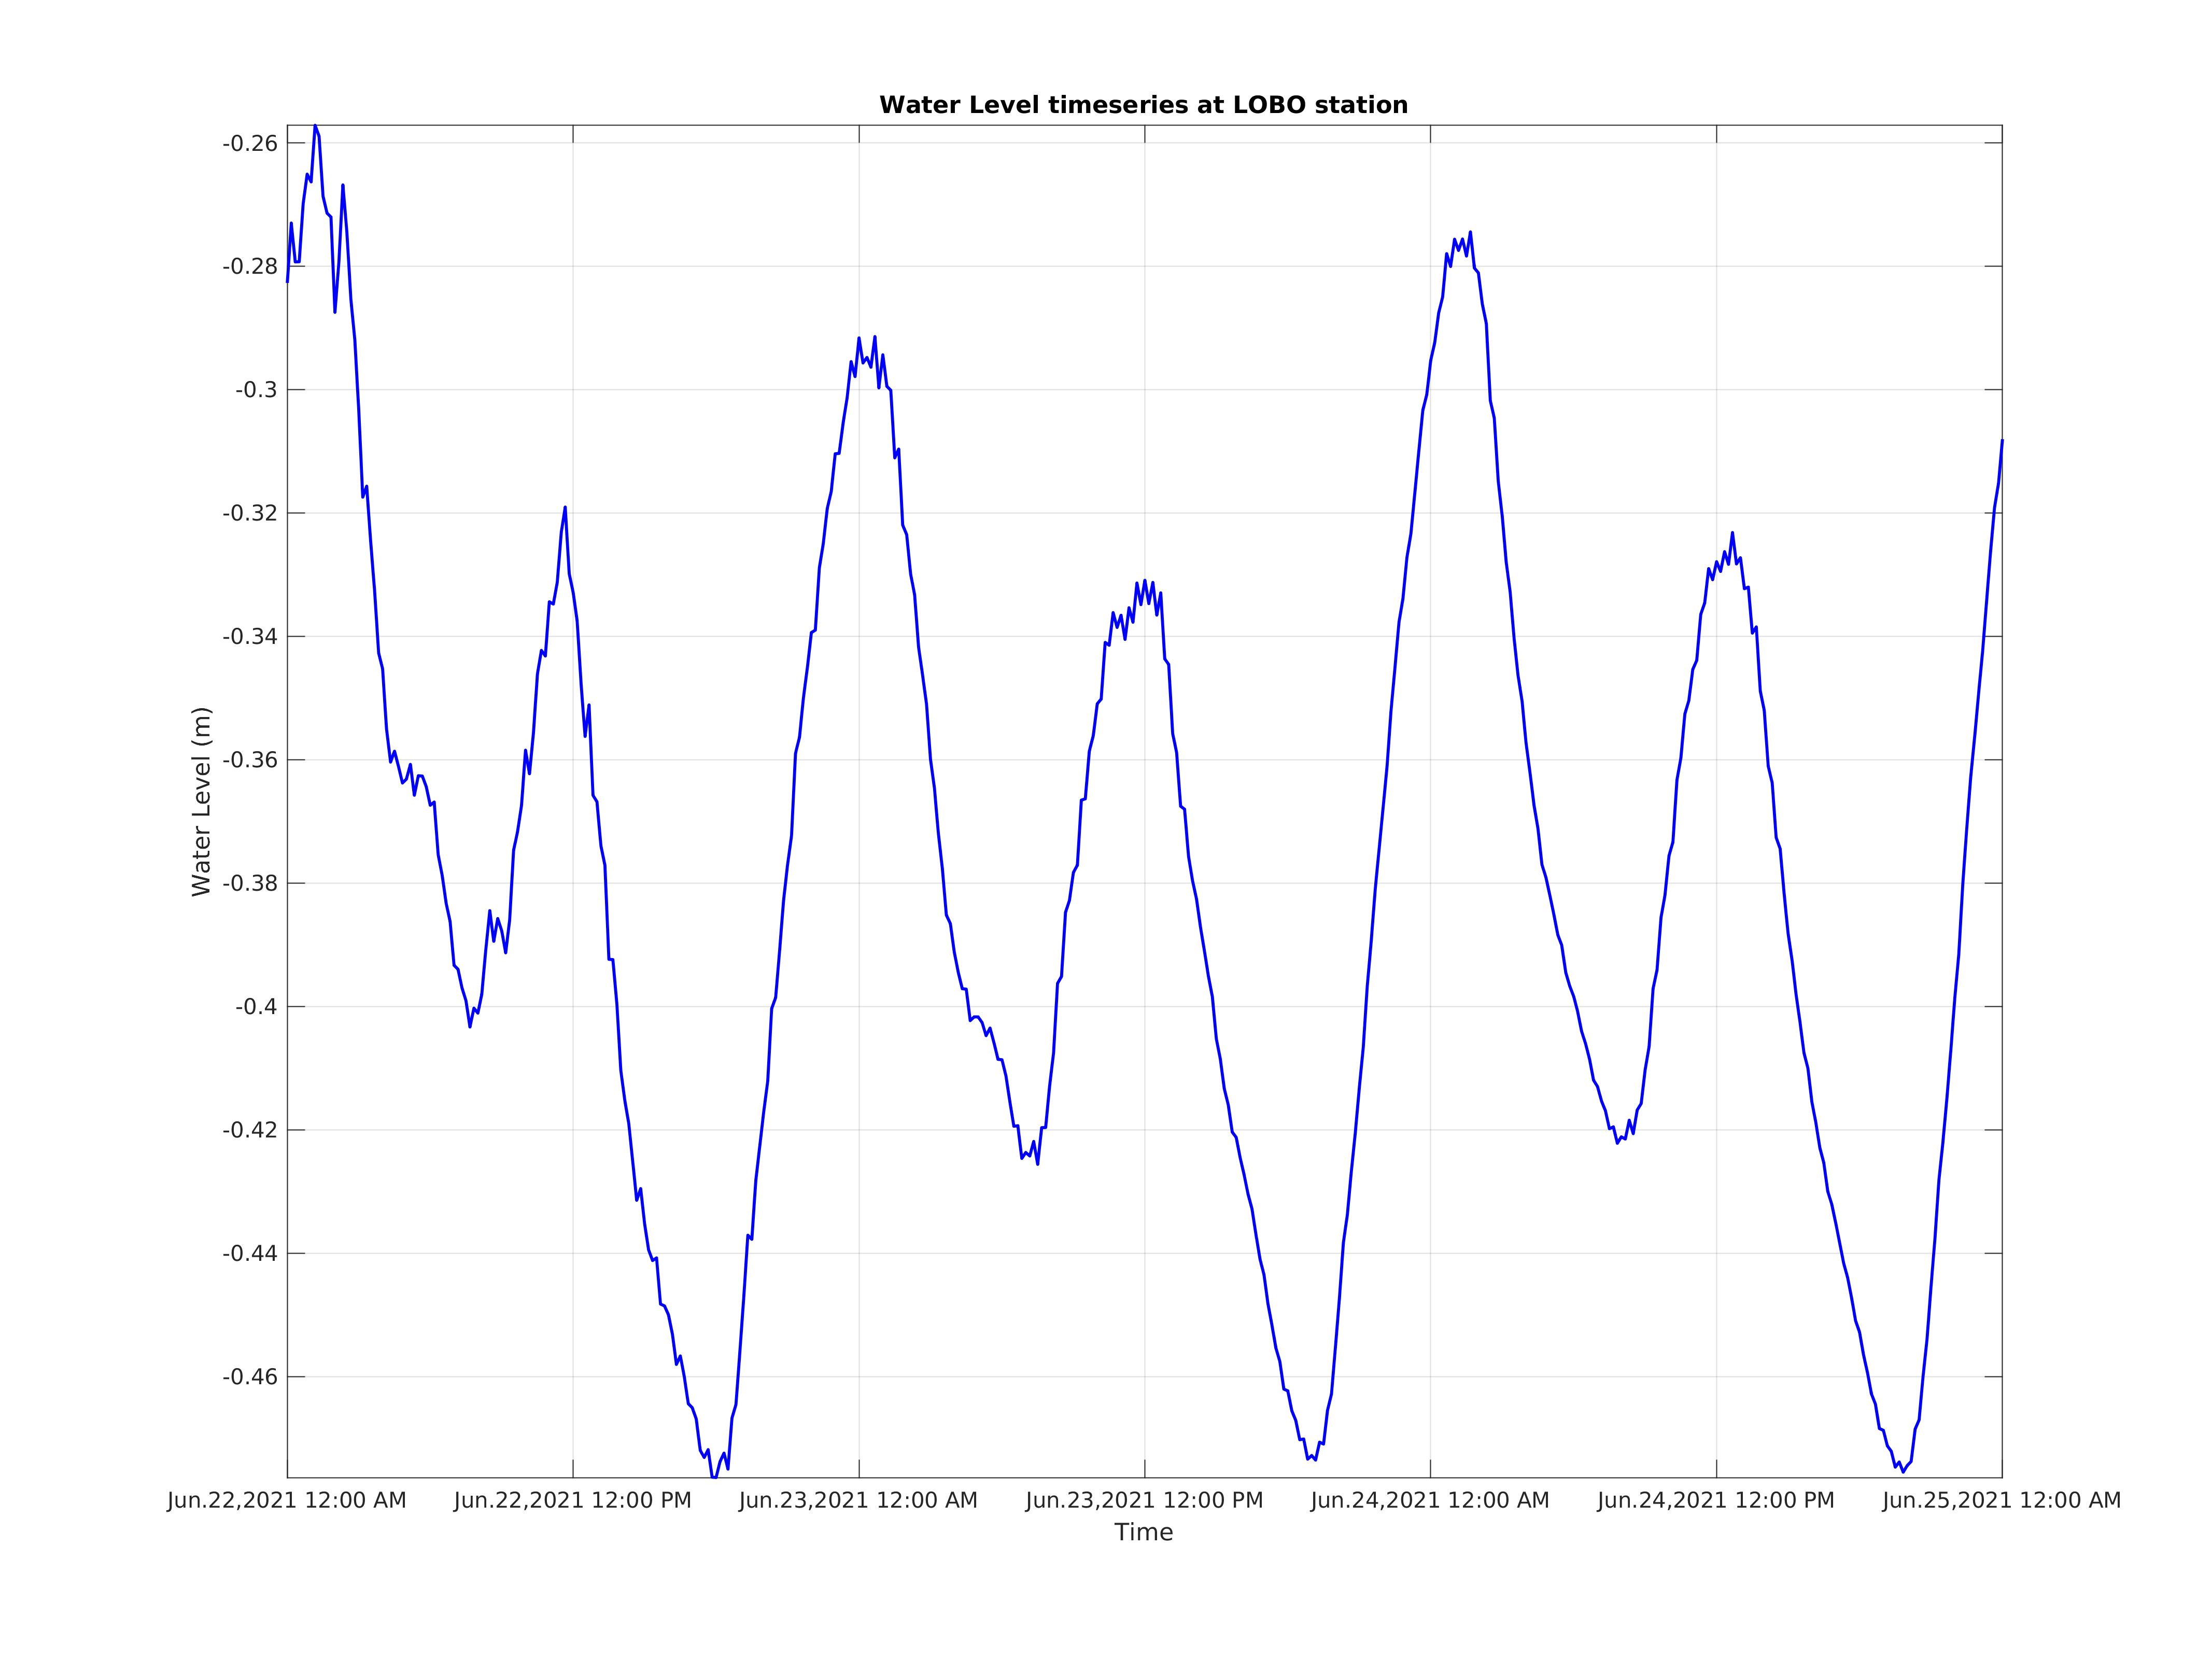 Water Level timeseries at LOBO station
-0.26
-0.28
-0.3
-0.32
-0.34
-0.36
-0.38
-0.4
-0.42
-0.44
-0.46
Water Level (m)
Jun.22,2021 12:00 AM
Jun.22,2021 12:00 PM
Jun.23,2021 12:00 AM
Jun.23,2021 12:00 PM
Jun.24,2021 12:00 AM
Jun.24,2021 12:00 PM
Jun.25,2021 12:00 AM
Time